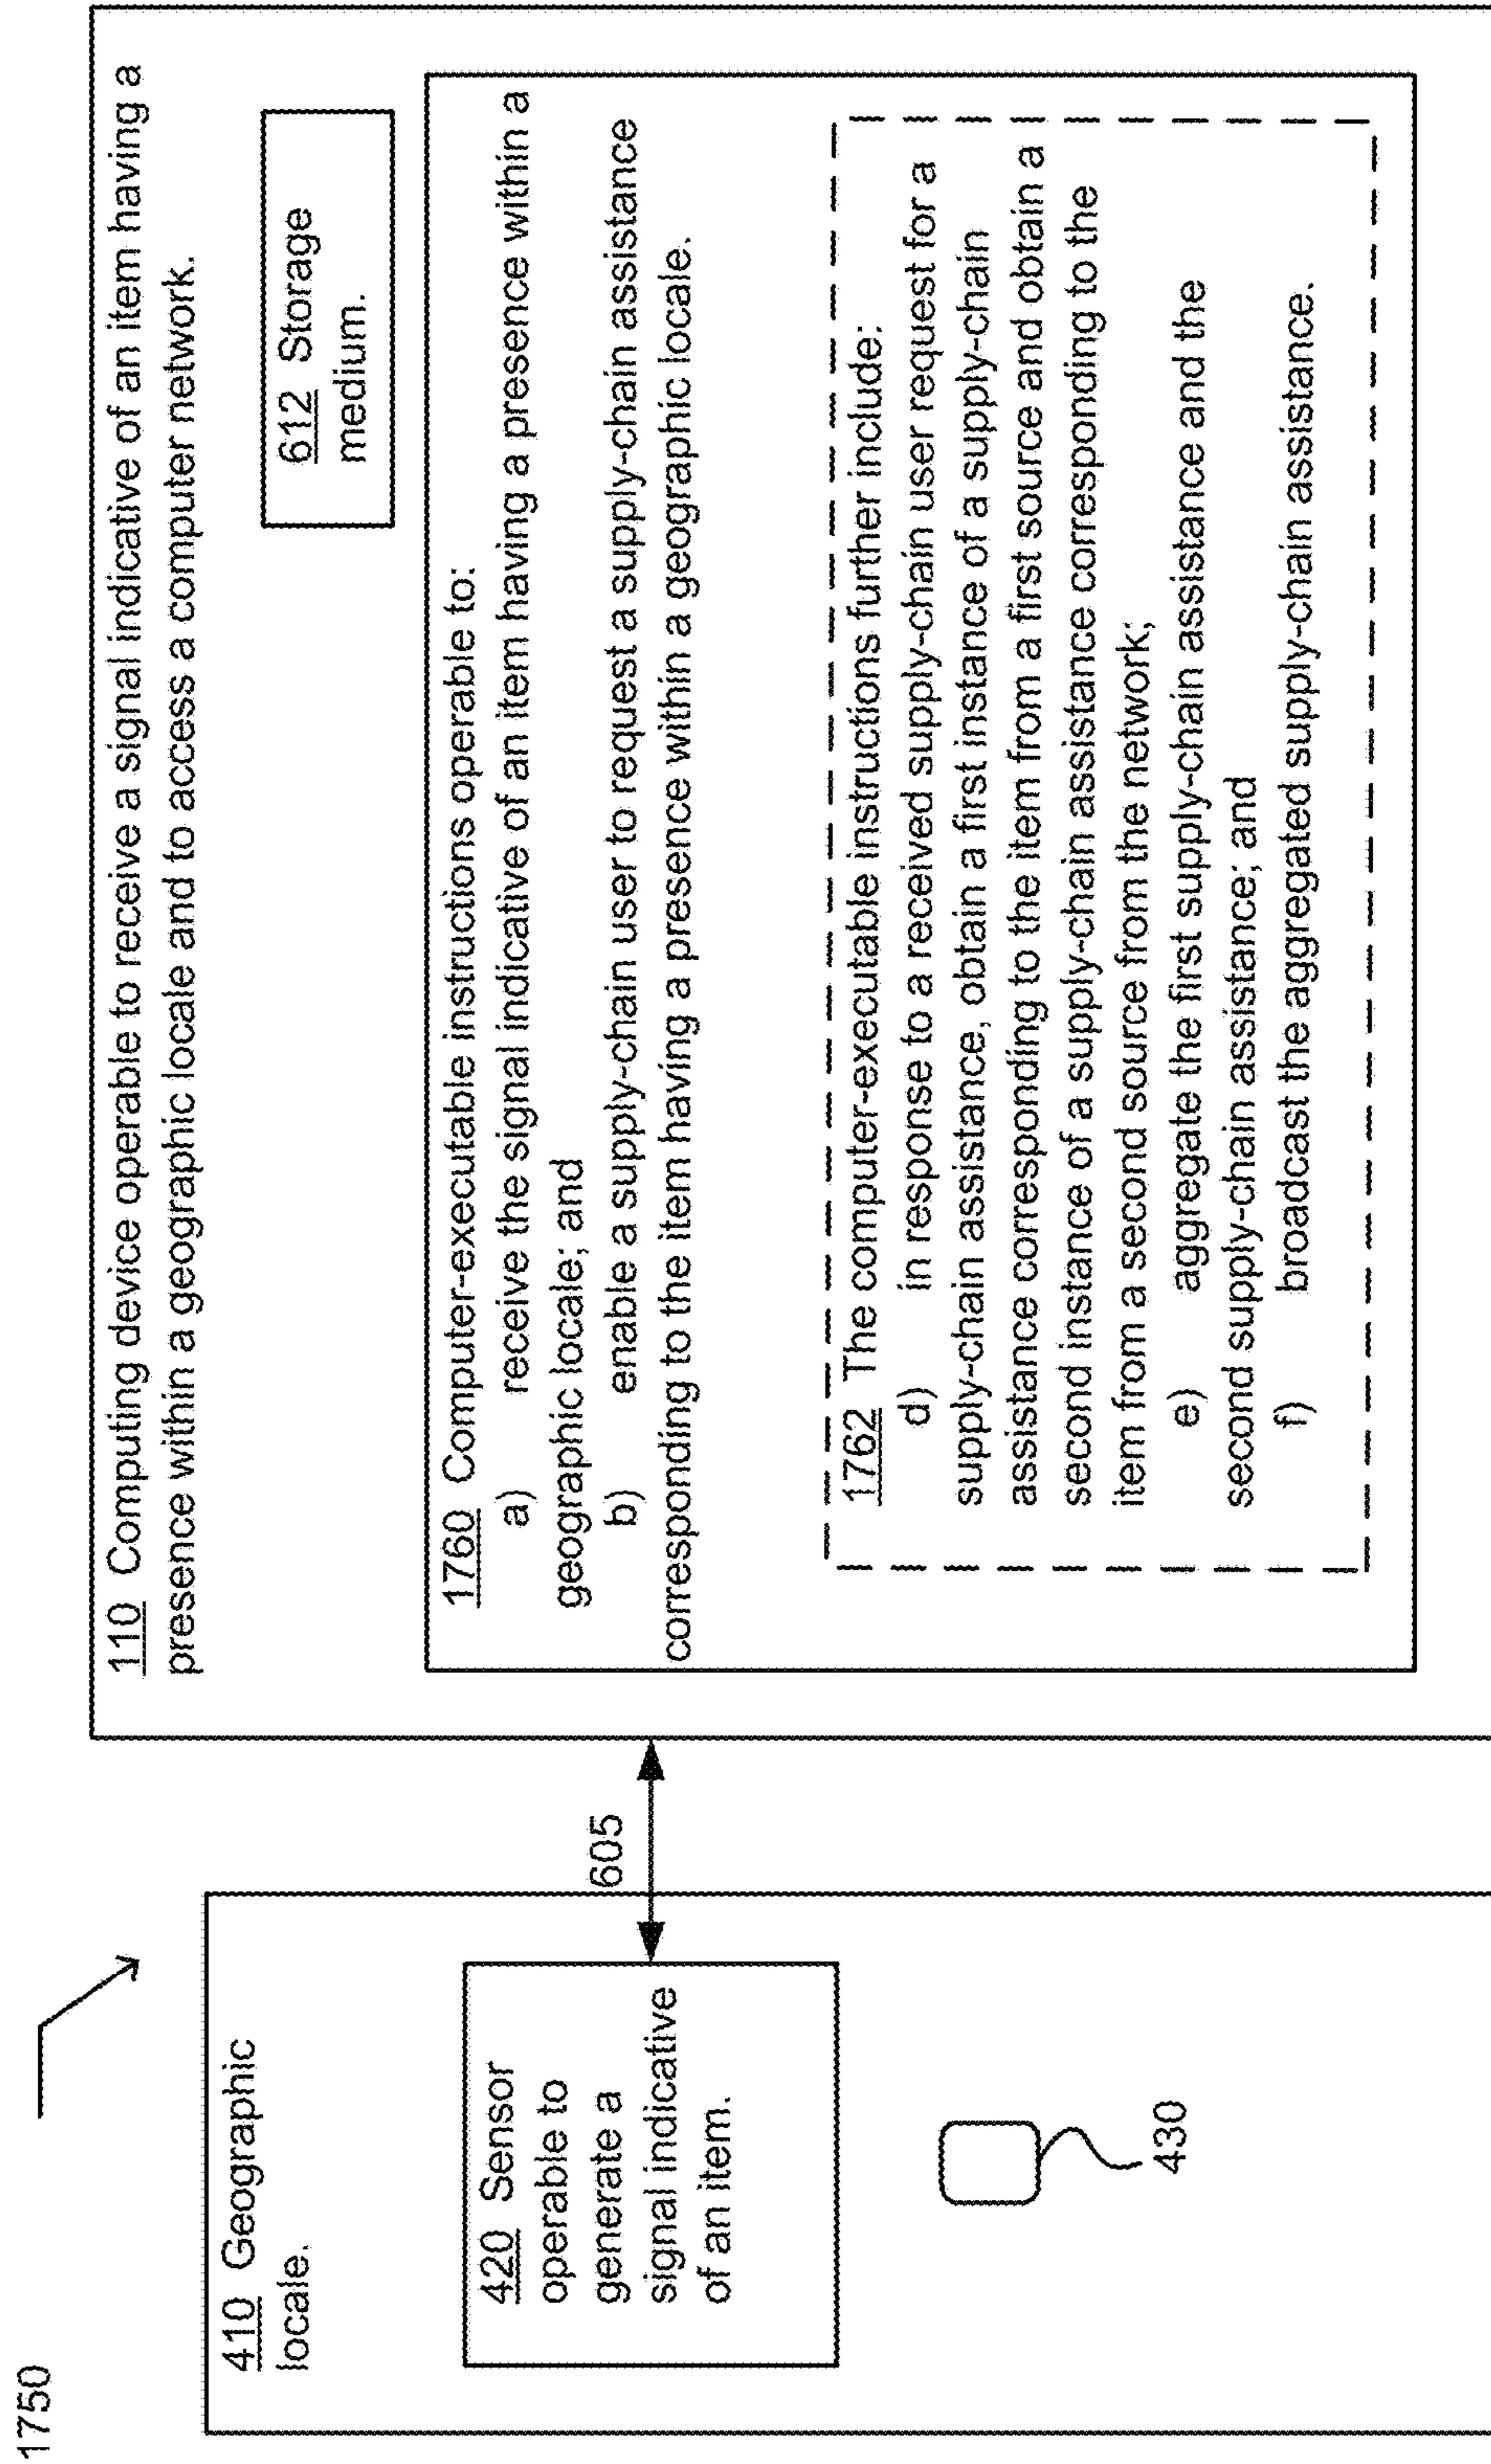 1750
410 Geographic
locale.
420 Sensor
operable to
generate a
signal indicative
of an item.
430
605
110 Computing device operable to receive a signal indicative of an item having a
presence within a geographic locale and to access a computer network.
612 Storage
medium.
1760 Computer-executable instructions operable to:
a) receive the signal indicative of an item having a presence within a
geographic locale; and
b) enable a supply-chain user to request a supply-chain assistance
corresponding to the item having a presence within a geographic locale.
1762 The computer-executable instructions further include:
d) in response to a received supply-chain user request for a
supply-chain assistance, obtain a first instance of a supply-chain
assistance corresponding to the item from a first source and obtain a
second instance of a supply-chain assistance corresponding to the
item from a second source from the network;
e) aggregate the first supply-chain assistance and the
second supply-chain assistance; and
f) broadcast the aggregated supply-chain assistance.